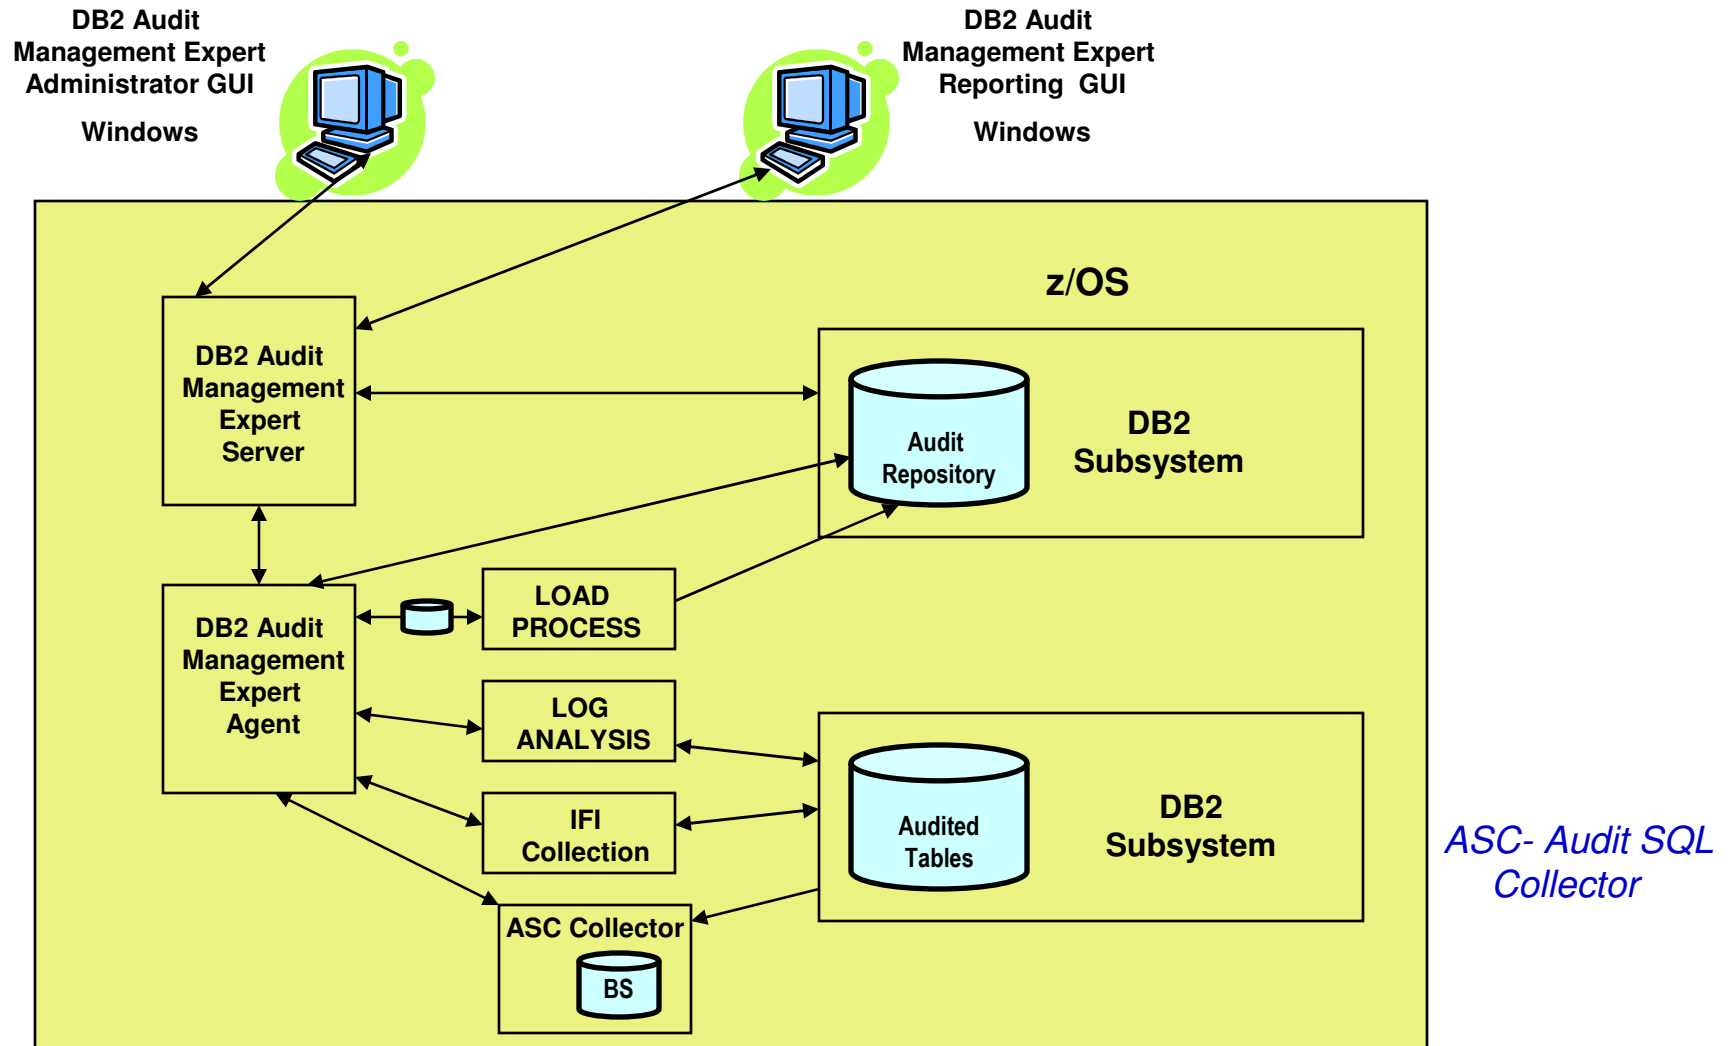 DB2 Audit
Management Expert
Administrator GUI
Windows
DB2 Audit
Management Expert
Reporting GUI
Windows
z/OS
DB2 Audit
Management
Expert
Server
Audit
Repository
DB2
Subsystem
DB2 Audit
Management
Expert
Agent
LOAD
PROCESS
LOG
ANALYSIS
IFI
Collection
Audited
Tables
DB2
Subsystem
ASC Collector
BS
ASC- Audit SQL
Collector